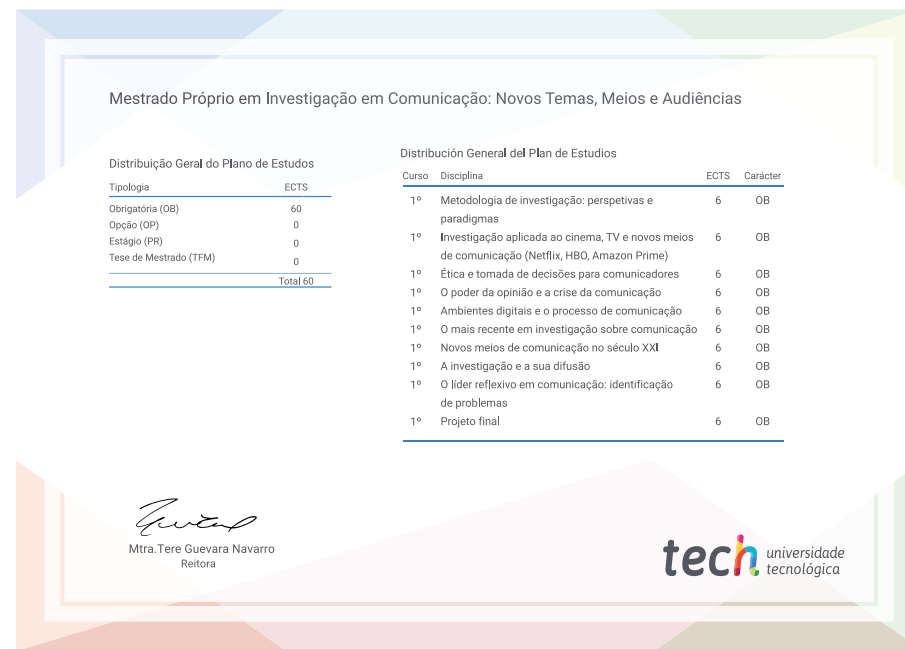 Mestrado Próprio em Investigação em Comunicação: Novos Temas, Meios e Audiências
Distribuição Geral do Plano de Estudos
Tipologia ECTS
Obrigatória (OB) 60
Opção (OP) 0
Estágio (PR) 0
Tese de Mestrado (TFM) 0
Total 60
Distribución General del Plan de Estudios
Curso Disciplina ECTS Carácter
1º Metodologia de investigação: perspetivas e 6 OB
paradigmas
1º Investigação aplicada ao cinema, TV e novos meios 6 OB
de comunicação (Netflix, HBO, Amazon Prime)
1º Ética e tomada de decisões para comunicadores 6 OB
1º O poder da opinião e a crise da comunicação 6 OB
1º Ambientes digitais e o processo de comunicação 6 OB
1º O mais recente em investigação sobre comunicação 6 OB
1º Novos meios de comunicação no século XXI 6 OB
1º A investigação e a sua difusão 6 OB
1º O líder reflexivo em comunicação: identificação 6 OB
de problemas
1º Projeto final 6 OB
Mtra.Tere Guevara Navarro
Reitora
tech universidade
tecnológica